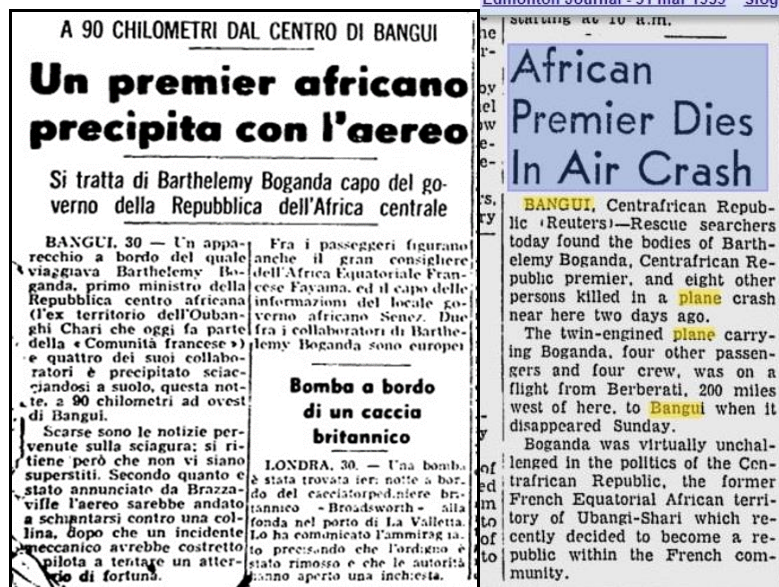 A 90 CHILOMETRI DAL CENTRO DI BANGUI
Un premier africano
precipita con l'aereo
Si tratta di Barthelemy Boganda capo del go-
verno della Repubblica dell'Africa centrale
BANGUI, 30 — Un appa-
recchio a bordo del quale
viaggiava Barthelemy Bo-
ganda, primo ministro della
Repubblica centro africana
(l'ex territorio dell'Ouban-
ghi Chari che oggi fa parte
della « Comunità francese »)
e quattro dei suoi collabo-
ratori è precipitato sciac-
ciandosi a suolo, questa not-
te, a 90 chilometri ad ovest
di Bangui.
Scarse sono le notizie per-
venute sulla sciagura; si ri-
tiene però che non vi siano
superstiti. Secondo quanto è
stato annunciato da Brazza-
ville l'aereo sarebbe andato
a schiantarsi contro una col-
lina, dopo che un incidente
meccanico avrebbe costretto
pilota a tentare un atter-
di fortuna.
Fra i passeggeri figurano
anche il gran consigliere
dell'Africa Equatoriale Fran-
cese Fayama, ed il capo delle
informazioni del locale go-
verno africano Senez. Due
fra i collaboratori di Barthe-
lemy Boganda sono europei
Bomba a bordo
di un caccia
britannico
LONDRA, 30. — Una bomba
è stata trovata ieri notte a bor-
do del cacciatorpediniere bri-
tannico «Broadsworth» alla
fonda nel porto di La Valletta.
Lo ha comunicato l'ammiraglia-
to precisando che l'ordigno è
stato rimosso e che le autorità
hanno aperto una inchiesta.
Edmonton Journal - 31 mar 1959
starting at 10 a.m.
African
Premier Dies
In Air Crash
BANGUI, Centrafrican Repub-
lic (Reuters)—Rescue searchers
today found the bodies of Barth-
elemy Boganda, Centrafrican Re-
public premier, and eight other
persons killed in a plane crash
near here two days ago.
The twin-engined plane carry-
ing Boganda, four other passen-
gers and four crew, was on a
flight from Berberati, 200 miles
west of here, to Bangui when it
disappeared Sunday.
Boganda was virtually unchal-
lenged in the politics of the Cen-
trafrican Republic, the former
French Equatorial African terri-
tory of Ubangi-Shari which re-
cently decided to become a re-
public within the French com-
munity.